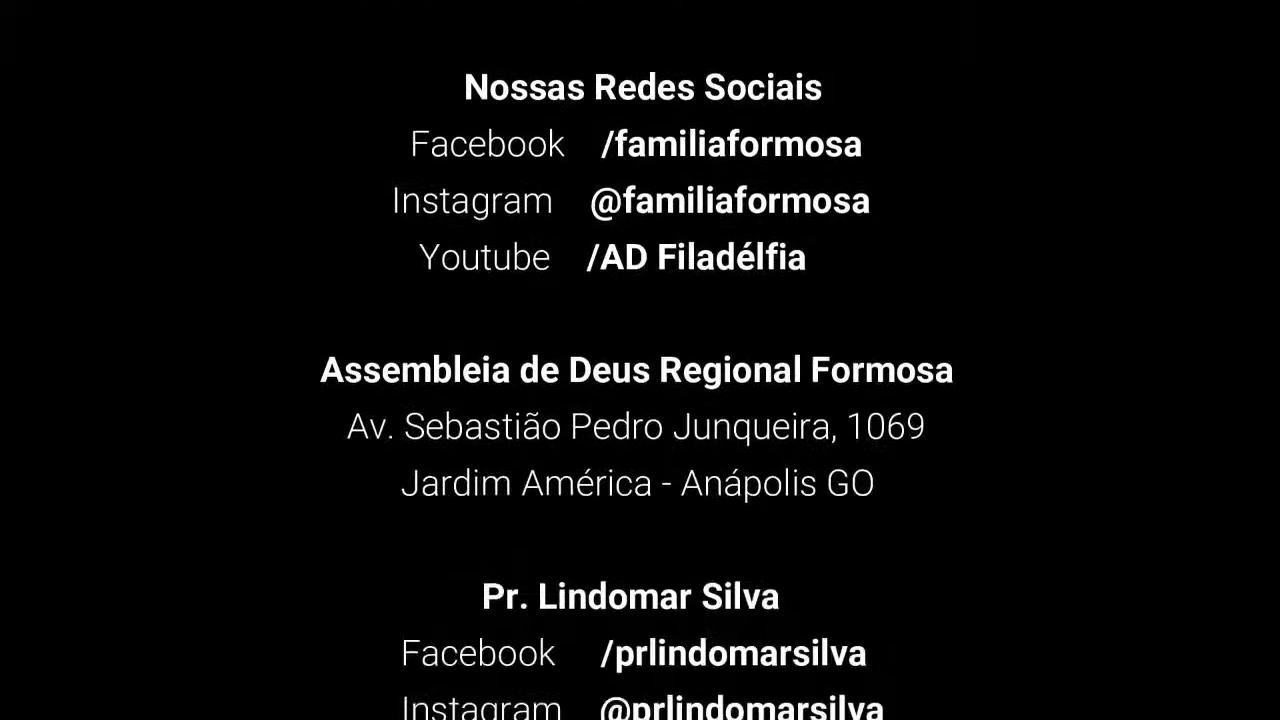 Nossas Redes Sociais
Facebook /familiaformosa
Instagram @familiaformosa
Youtube /AD Filadélfia
Assembleia de Deus Regional Formosa
Av. Sebastião Pedro Junqueira, 1069
Jardim América - Anápolis GO
Pr. Lindomar Silva
Facebook /prlindomarsilva
Instagram @prlindomarsilva